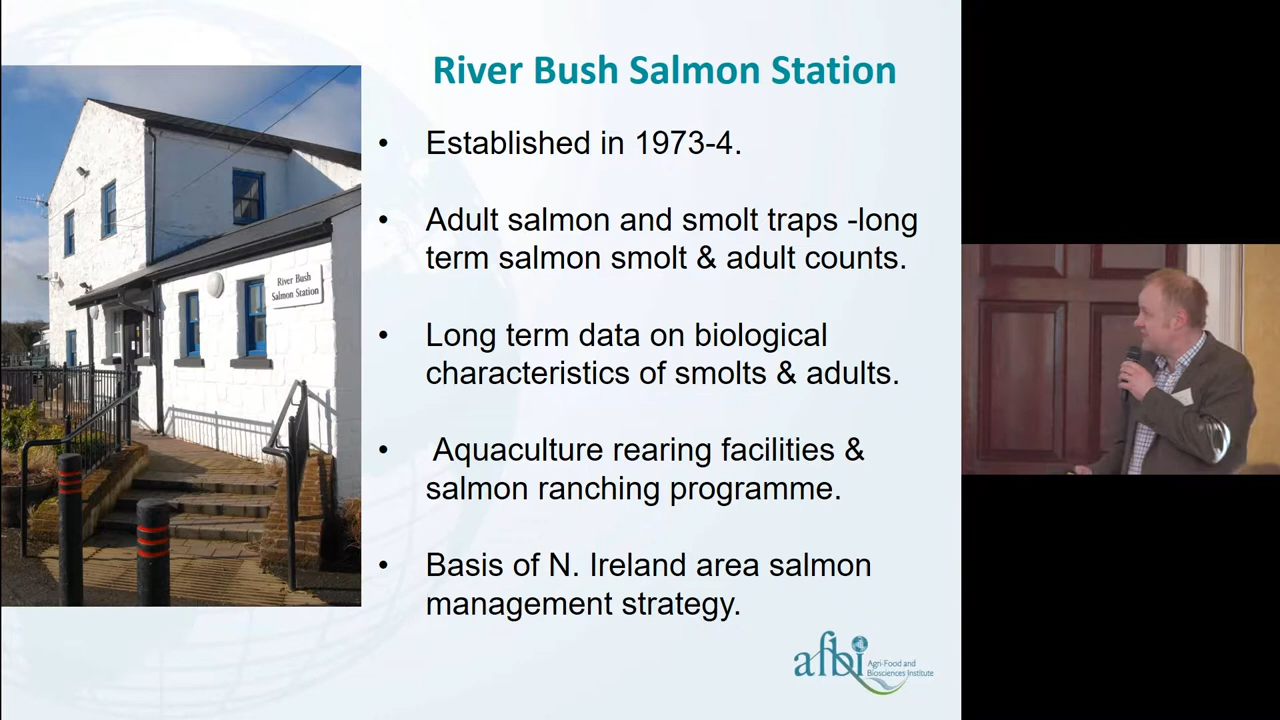 River Bush Salmon Station
• Established in 1973-4.
• Adult salmon and smolt traps -long
term salmon smolt & adult counts.
• Long term data on biological
characteristics of smolts & adults.
• Aquaculture rearing facilities &
salmon ranching programme.
• Basis of N. Ireland area salmon
management strategy.
River Bush
Salmon Station
afbi
Agri-Food and
Biosciences Institute